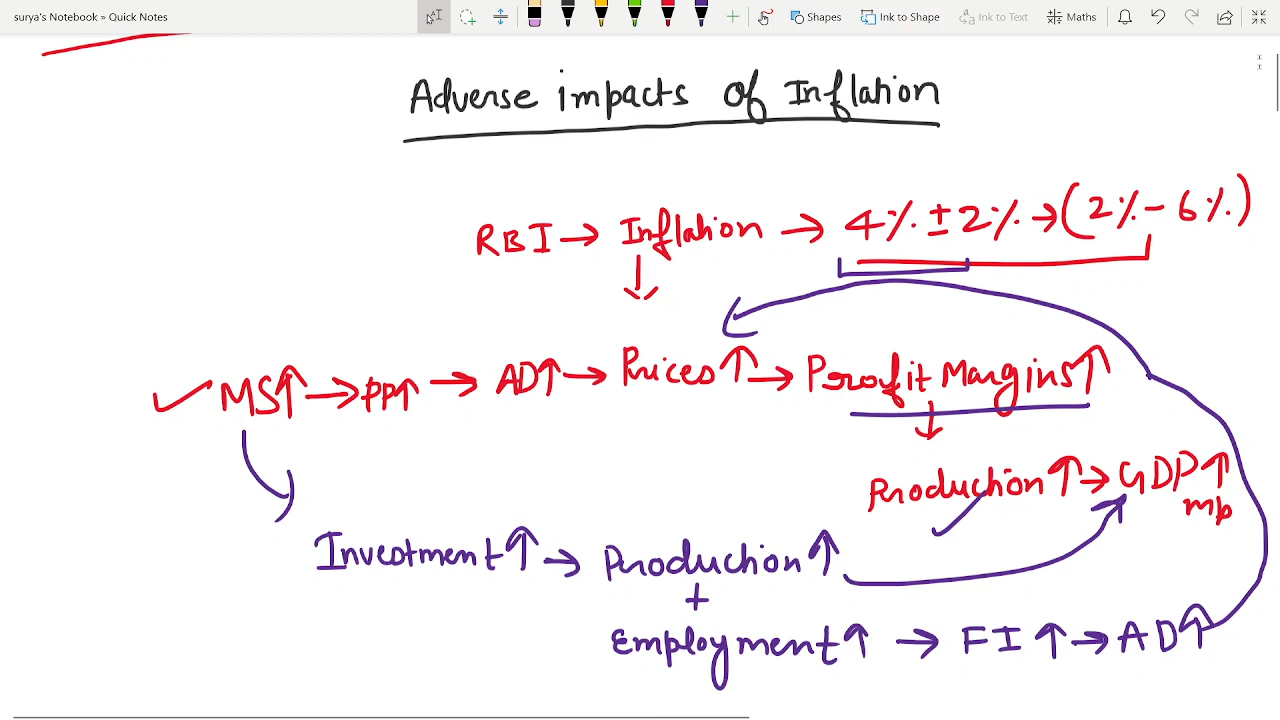 surya's Notebook » Quick Notes
Shapes Ink to Shape Ink to Text Maths
Adverse impacts of Inflation
RBI → Inflation → 4% ± 2% → (2% - 6%)
MS↑ → PP↑ → AD↑ → Prices↑ → Profit Margins↑
Production↑ → GDP↑
mp
Investment↑ → Production↑
+
Employment↑ → FI↑ → AD↑